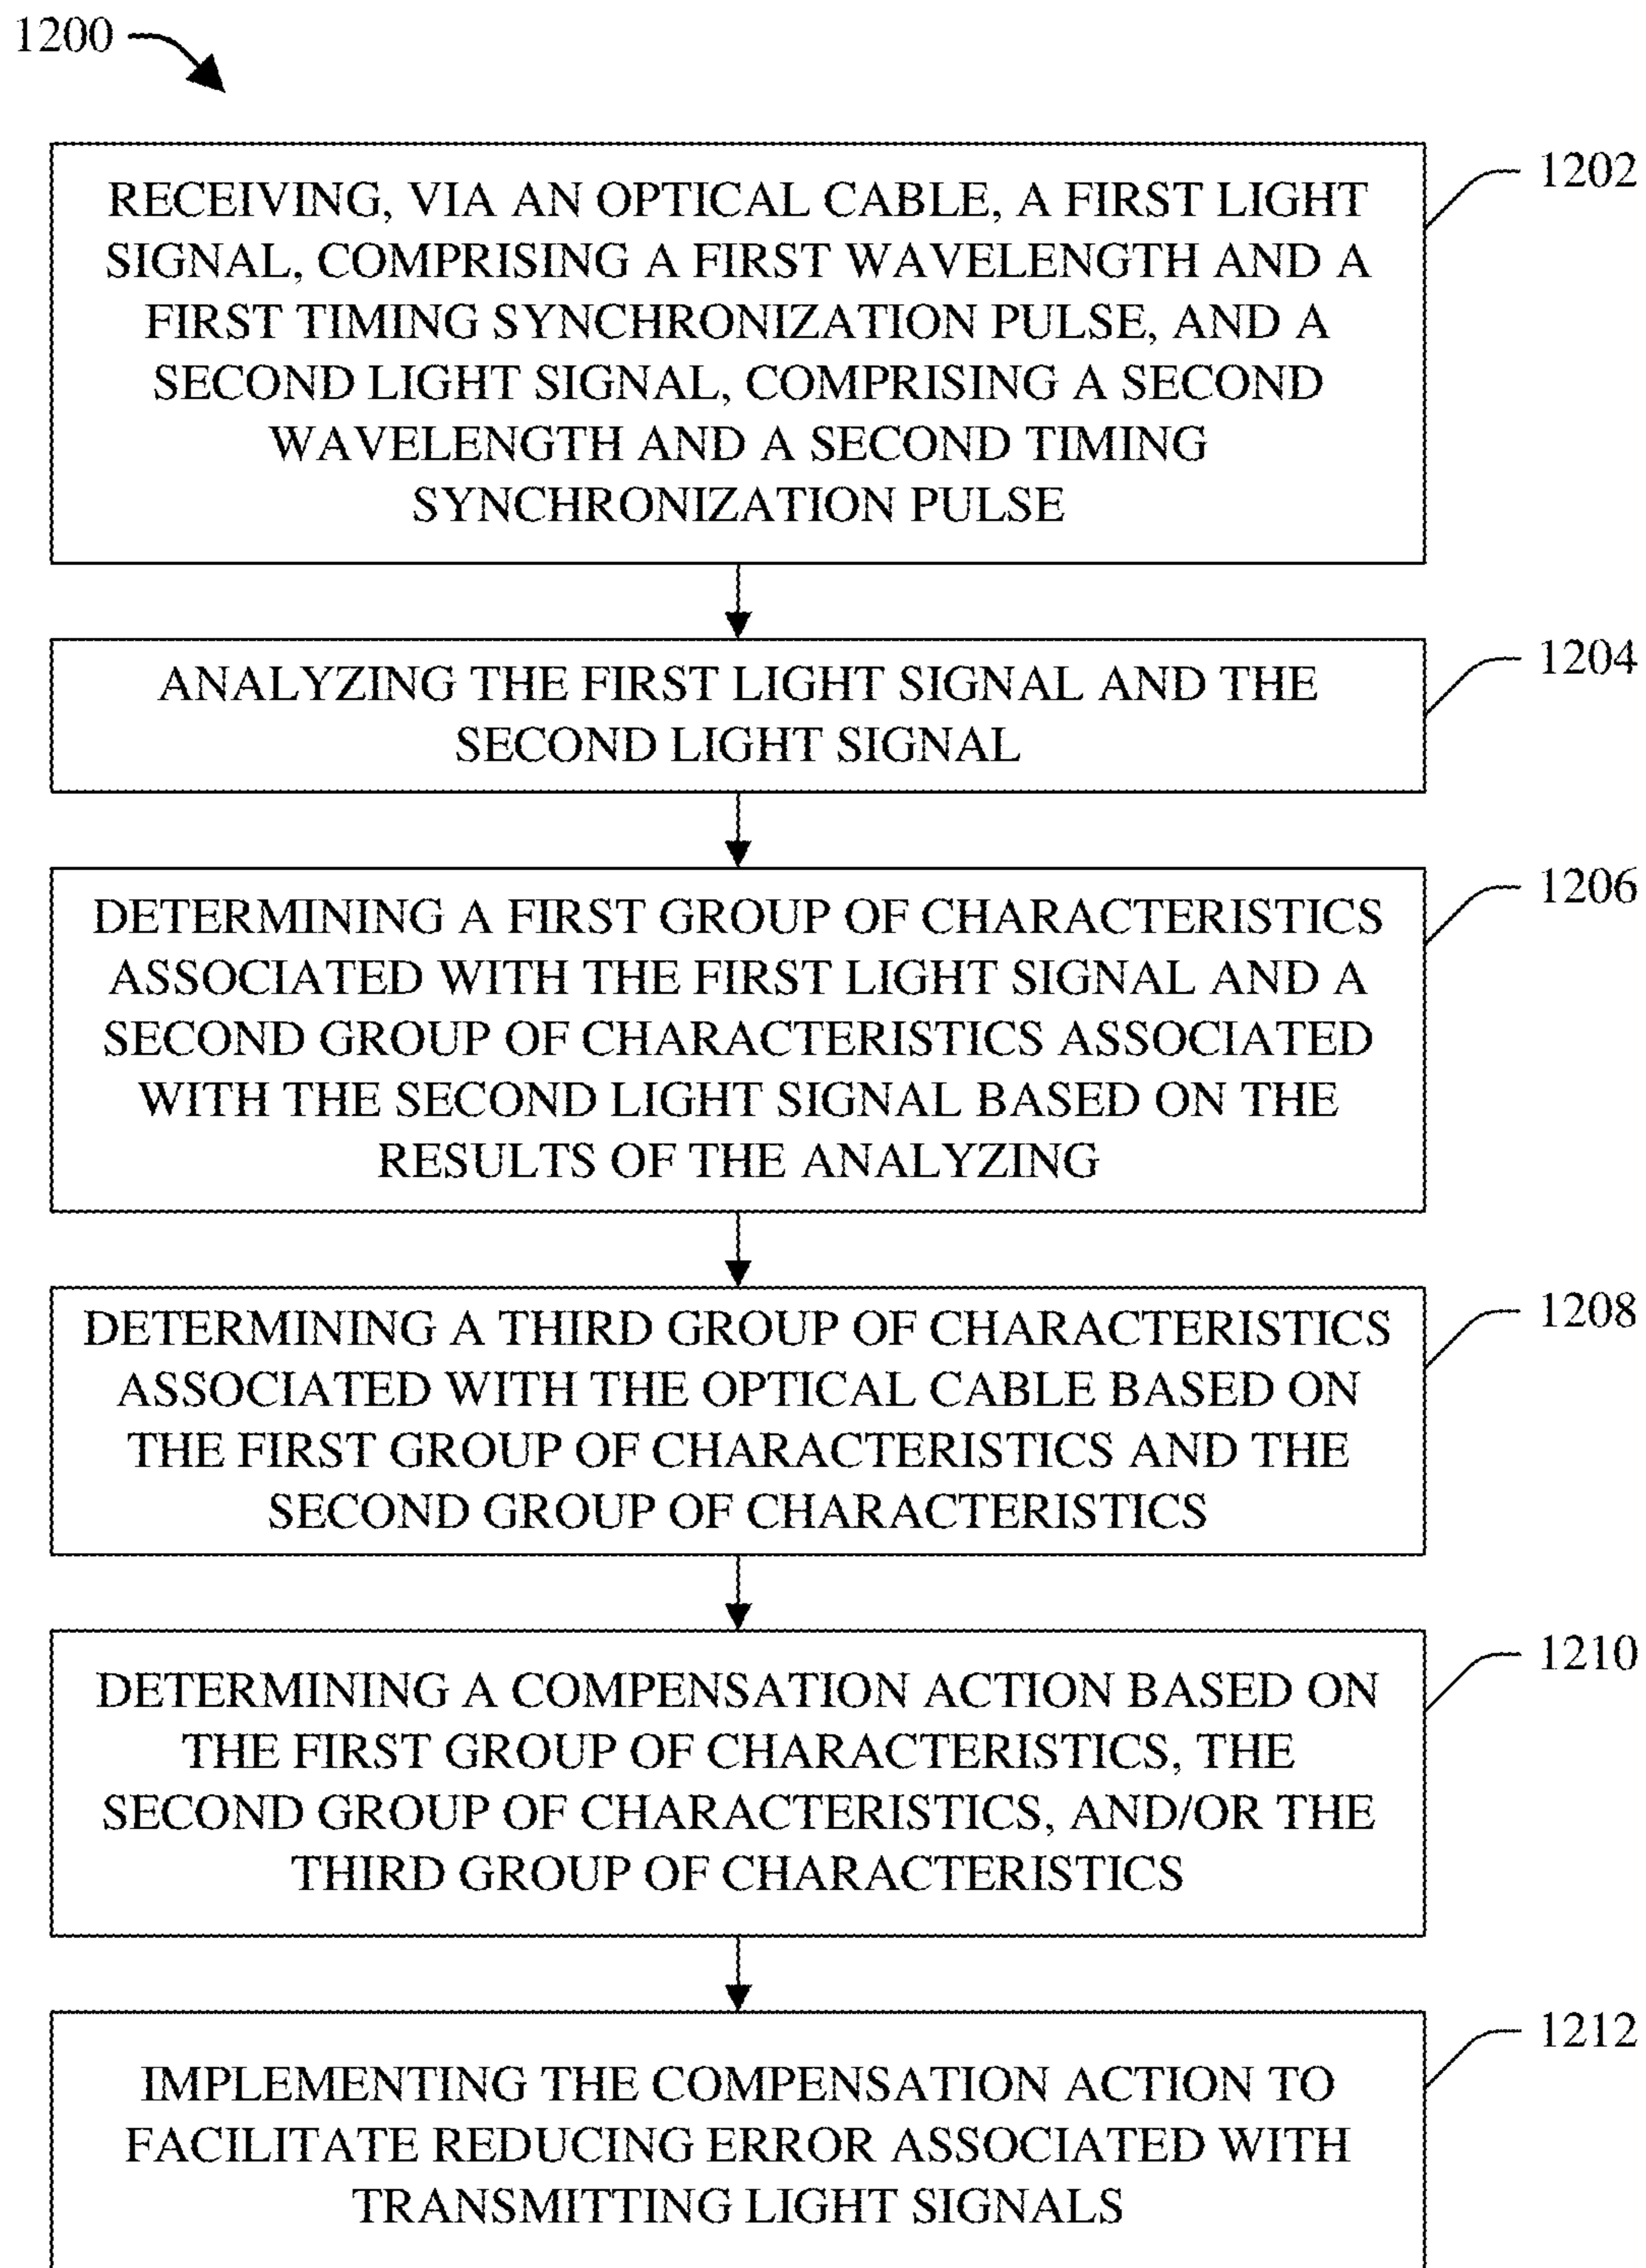 1200
RECEIVING, VIA AN OPTICAL CABLE, A FIRST LIGHT
SIGNAL, COMPRISING A FIRST WAVELENGTH AND A
FIRST TIMING SYNCHRONIZATION PULSE, AND A
SECOND LIGHT SIGNAL, COMPRISING A SECOND
WAVELENGTH AND A SECOND TIMING
SYNCHRONIZATION PULSE
1202
ANALYZING THE FIRST LIGHT SIGNAL AND THE
SECOND LIGHT SIGNAL
1204
DETERMINING A FIRST GROUP OF CHARACTERISTICS
ASSOCIATED WITH THE FIRST LIGHT SIGNAL AND A
SECOND GROUP OF CHARACTERISTICS ASSOCIATED
WITH THE SECOND LIGHT SIGNAL BASED ON THE
RESULTS OF THE ANALYZING
1206
DETERMINING A THIRD GROUP OF CHARACTERISTICS
ASSOCIATED WITH THE OPTICAL CABLE BASED ON
THE FIRST GROUP OF CHARACTERISTICS AND THE
SECOND GROUP OF CHARACTERISTICS
1208
DETERMINING A COMPENSATION ACTION BASED ON
THE FIRST GROUP OF CHARACTERISTICS, THE
SECOND GROUP OF CHARACTERISTICS, AND/OR THE
THIRD GROUP OF CHARACTERISTICS
1210
IMPLEMENTING THE COMPENSATION ACTION TO
FACILITATE REDUCING ERROR ASSOCIATED WITH
TRANSMITTING LIGHT SIGNALS
1212